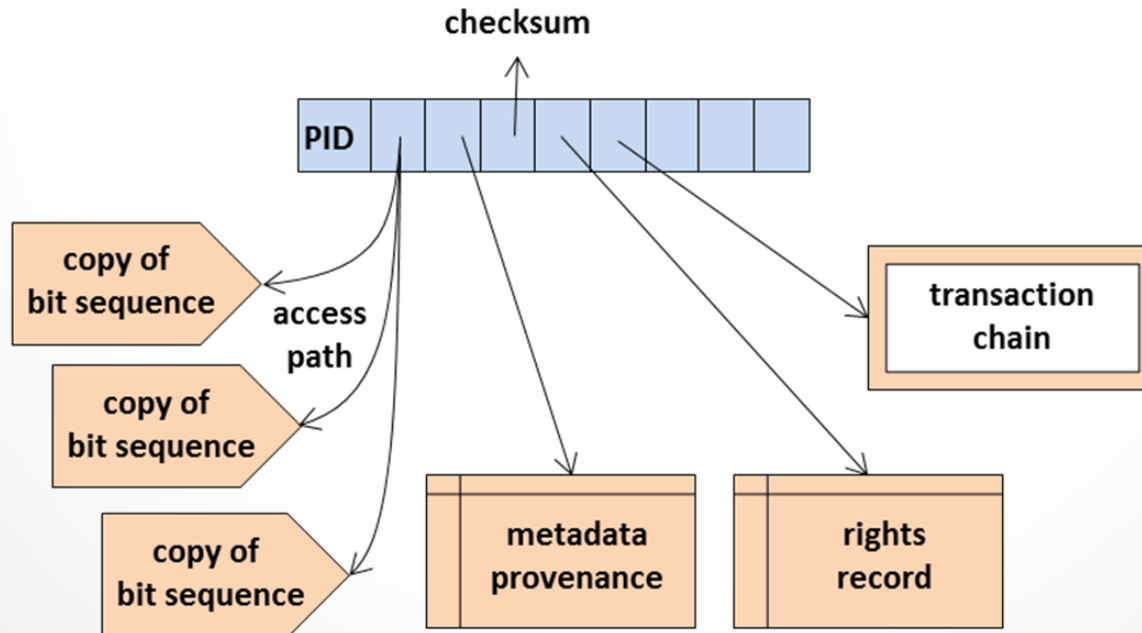 checksum
PID
copy of
bit sequence
access
path
copy of
bit sequence
copy of
bit sequence
metadata
provenance
rights
record
transaction
chain